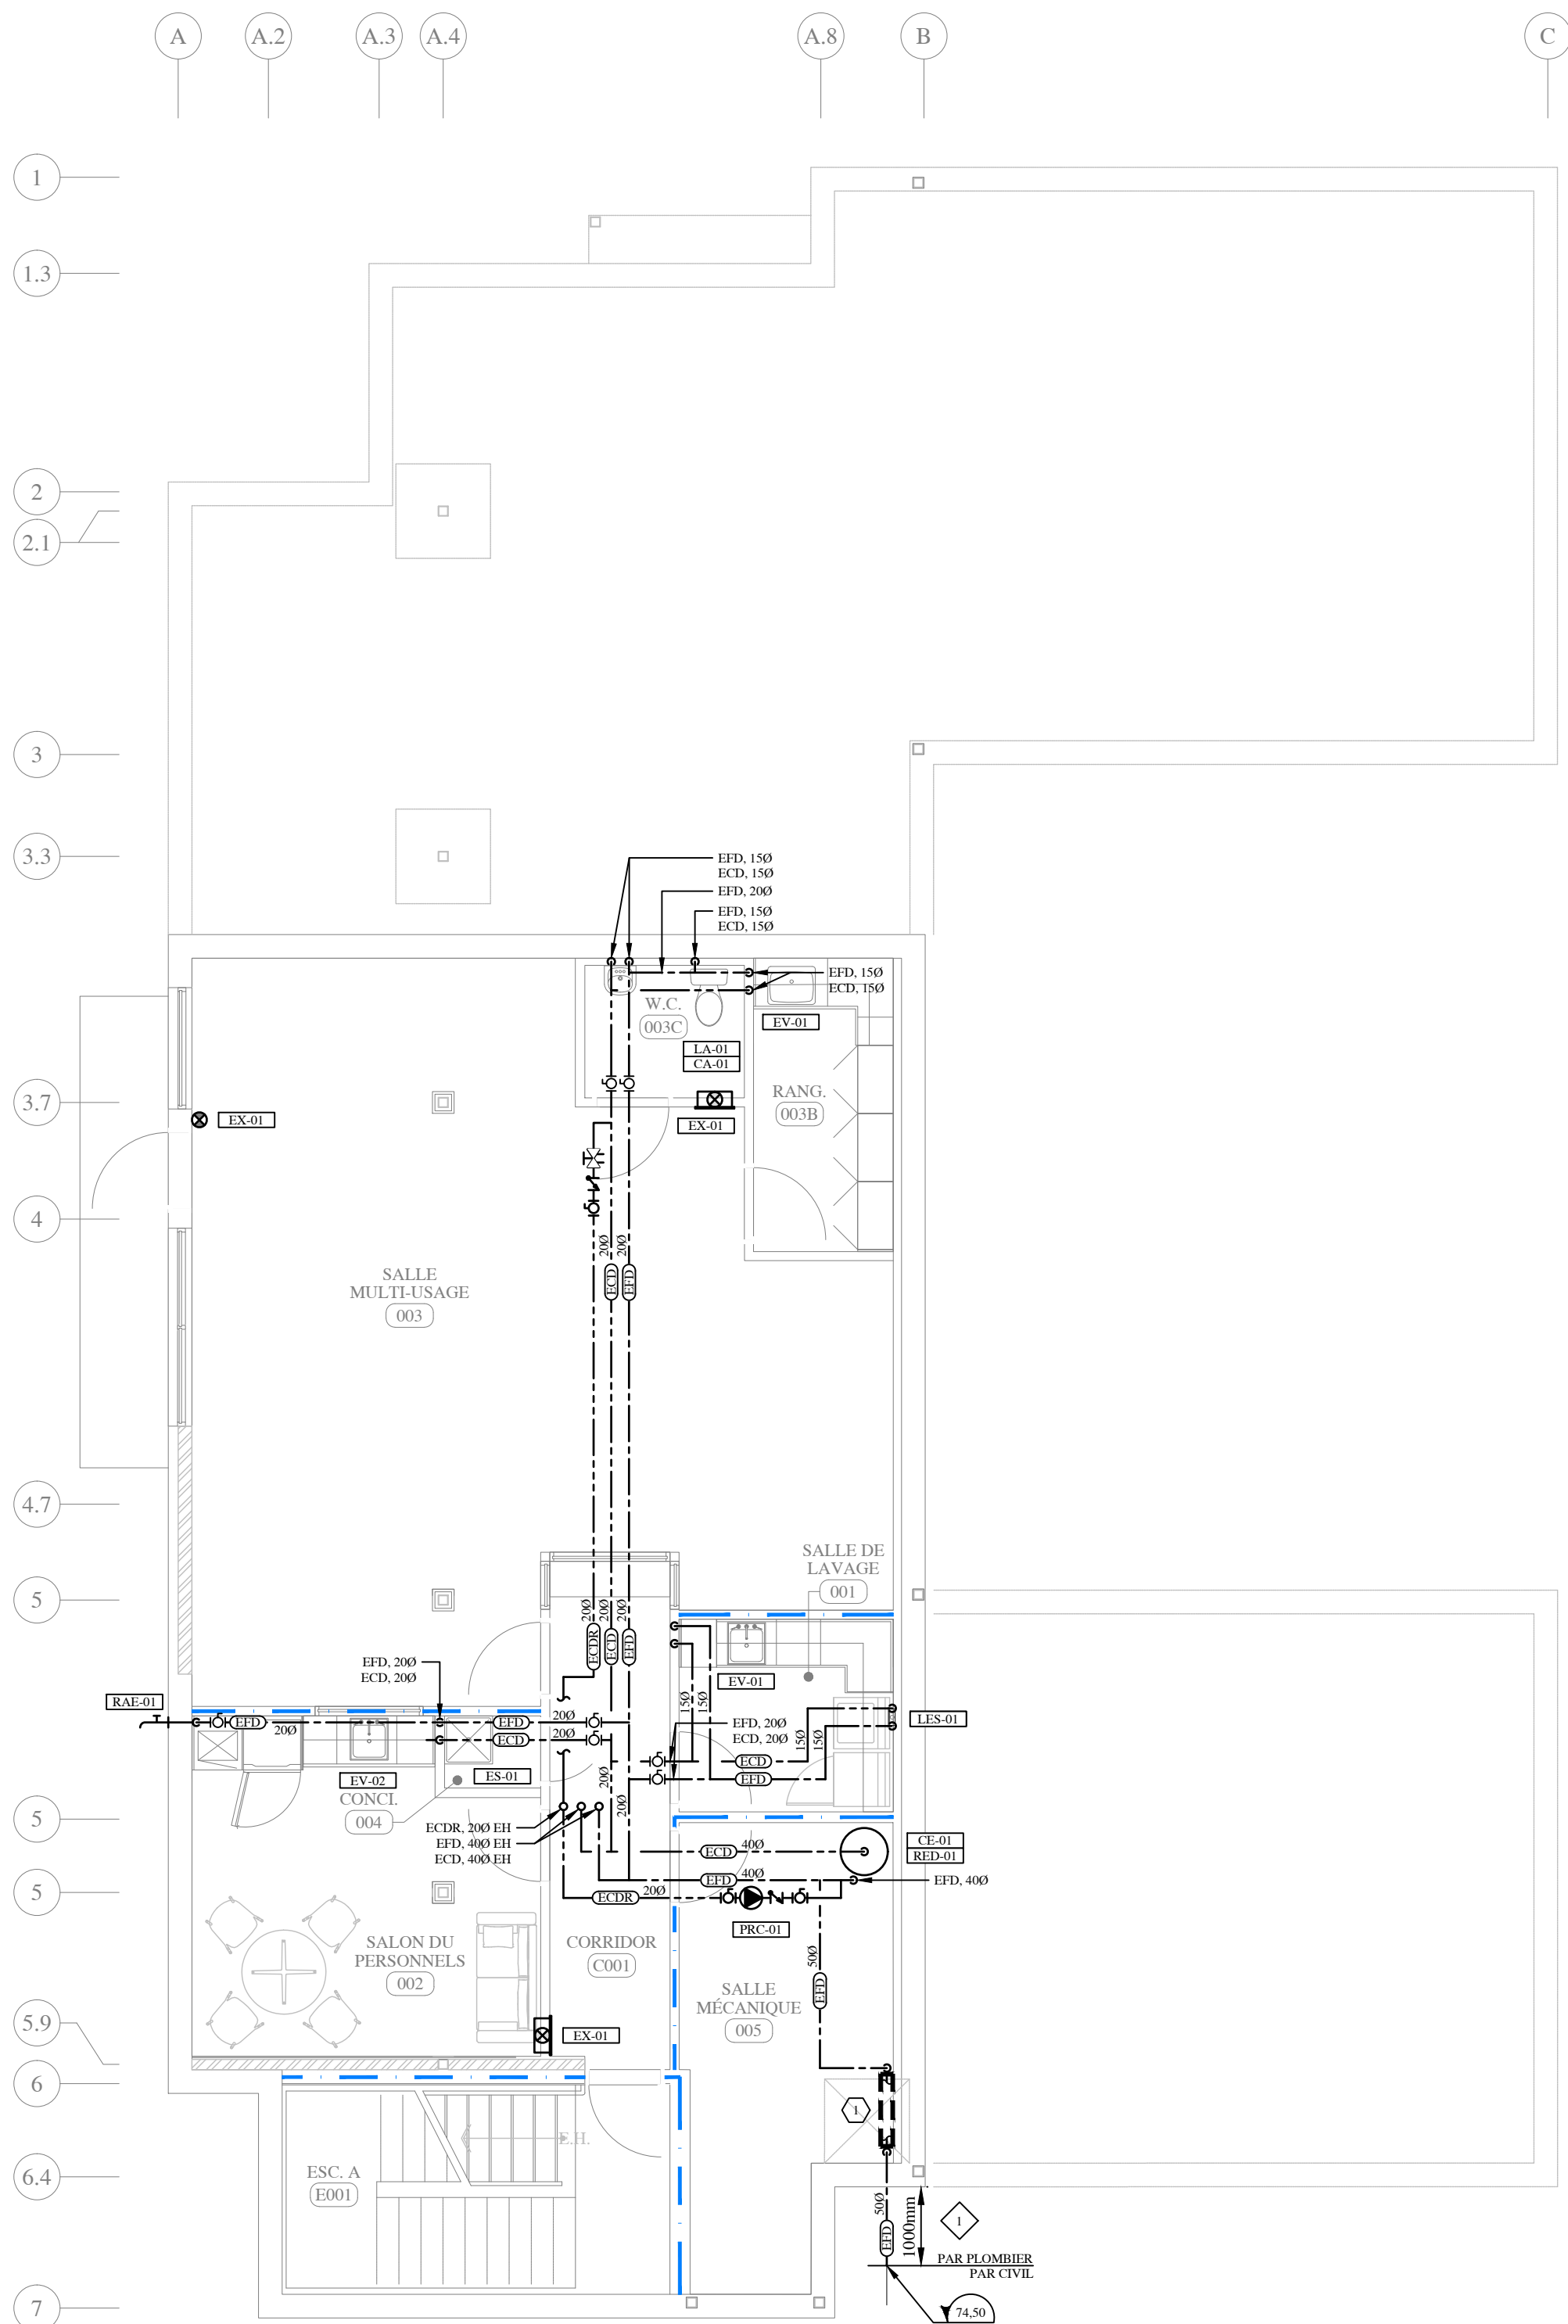 A
A.2
A.3
A.4
A.8
B
C
1
1.3
2
2.1
3
3.3
EFD, 15Ø
ECD, 15Ø
EFD, 20Ø
EFD, 15Ø
ECD, 15Ø
EFD, 15Ø
ECD, 15Ø
W.C.
003C
EV-01
LA-01
CA-01
RANG.
003B
3.7
EX-01
EX-01
4
20Ø
20Ø
ECD
EFD
SALLE
MULTI-USAGE
003
4.7
SALLE DE
LAVAGE
001
5
20Ø
20Ø
20Ø
ECDR
ECD
EFD
EFD, 20Ø
ECD, 20Ø
EV-01
RAE-01
EFD
20Ø
EFD
20Ø
ECD
20Ø
15Ø
15Ø
EFD, 20Ø
ECD, 20Ø
15Ø
15Ø
LES-01
ECD
EFD
EV-02
ES-01
CONCI.
004
20Ø
20Ø
5
ECDR, 20Ø EH
EFD, 40Ø EH
ECD, 40Ø EH
ECD
40Ø
CE-01
RED-01
EFD
40Ø
EFD, 40Ø
5
ECDR
20Ø
PRC-01
SALON DU
PERSONNELS
002
CORRIDOR
C001
50Ø
EFD
SALLE
MÉCANIQUE
005
5.9
EX-01
6
1
E.H.
6.4
ESC. A
E001
50Ø
EFD
1000mm
1
PAR PLOMBIER
PAR CIVIL
7
74,50